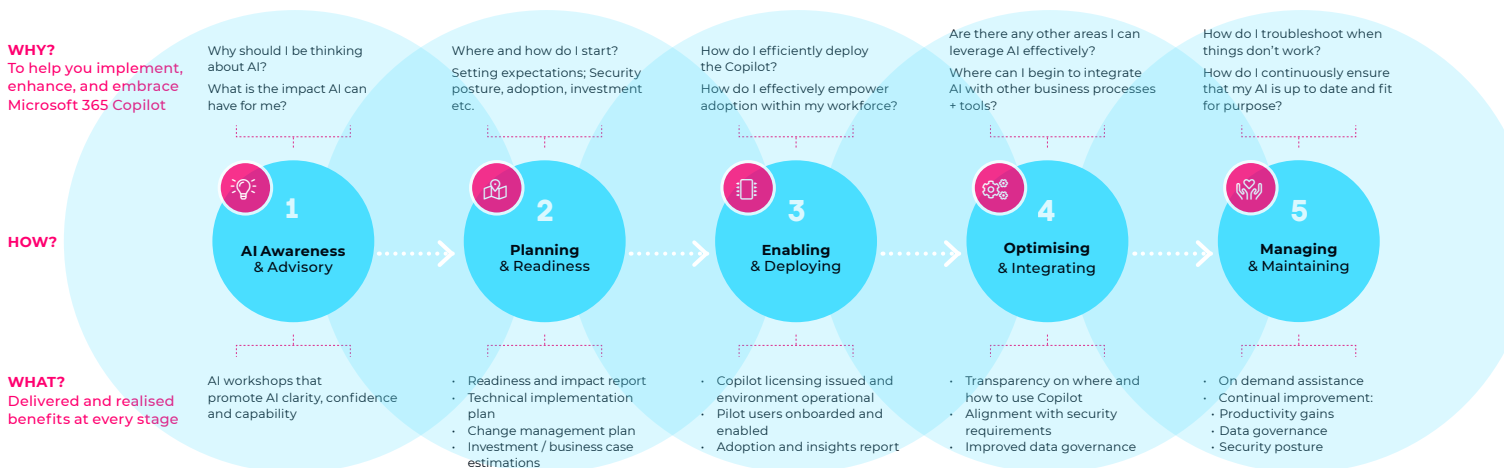 WHY?
To help you implement,
enhance, and embrace
Microsoft 365 Copilot
Why should I be thinking
about AI?
What is the impact AI can
have for me?
Where and how do I start?
Setting expectations; Security
posture, adoption, investment
etc.
How do I efficiently deploy
the Copilot?
How do I effectively empower
adoption within my workforce?
Are there any other areas I can
leverage AI effectively?
Where can I begin to integrate
AI with other business processes
+ tools?
How do I troubleshoot when
things don’t work?
How do I continuously ensure
that my AI is up to date and fit
for purpose?
HOW?
1
AI Awareness
& Advisory
2
Planning
& Readiness
3
Enabling
& Deploying
4
Optimising
& Integrating
5
Managing
& Maintaining
WHAT?
Delivered and realised
benefits at every stage
AI workshops that
promote AI clarity, confidence
and capability
• Readiness and impact report
• Technical implementation
plan
• Change management plan
• Investment / business case
estimations
• Copilot licensing issued and
environment operational
• Pilot users onboarded and
enabled
• Adoption and insights report
• Transparency on where and
how to use Copilot
• Alignment with security
requirements
• Improved data governance
• On demand assistance
• Continual improvement:
• Productivity gains
• Data governance
• Security posture